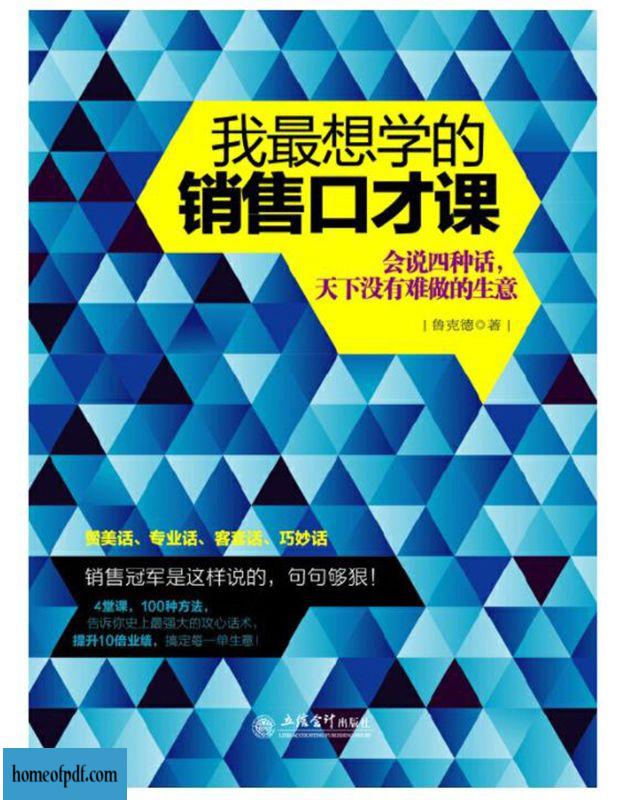 我最想学的
销售口才课
会说四种话，
天下没有难做的生意
|鲁克德◎著|
赞美话、专业话、客套话、巧妙话
销售冠军是这样说的，句句够狠！
4堂课，100种方法，
告诉你史上最强大的攻心话术，
提升10倍业绩，搞定每一单生意！
立信会计出版社
LIXIN ACCOUNTING PUBLISHING HOUSE
homeofpdf.com